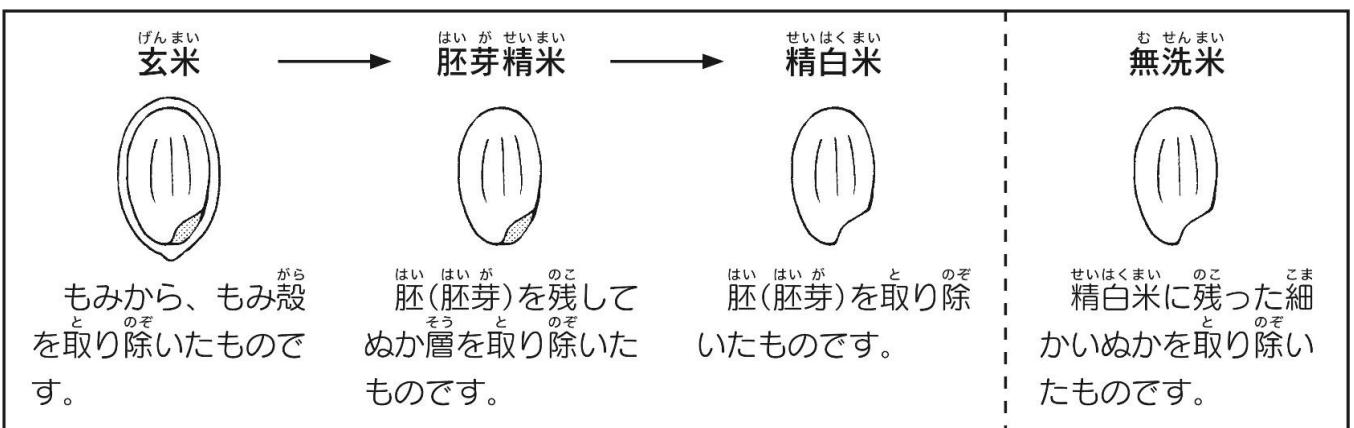 玄米
もみから、もみ殻
を取り除いたもので
す。
胚芽精米
胚(胚芽)を残して
ぬか層を取り除いた
ものです。
精白米
胚(胚芽)を取り除
いたものです。
無洗米
精白米に残った細
かいぬかを取り除い
たものです。